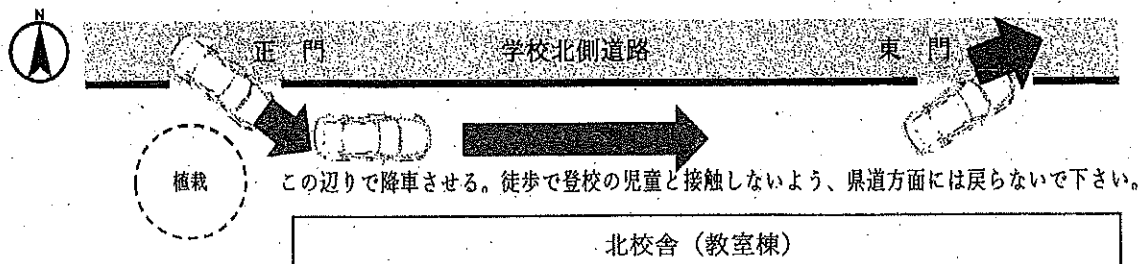 N
正門 学校北側道路 東門
植栽 この辺りで降車させる。徒歩で登校の児童と接触しないよう、県道方面には戻らないで下さい。
北校舎（教室棟）